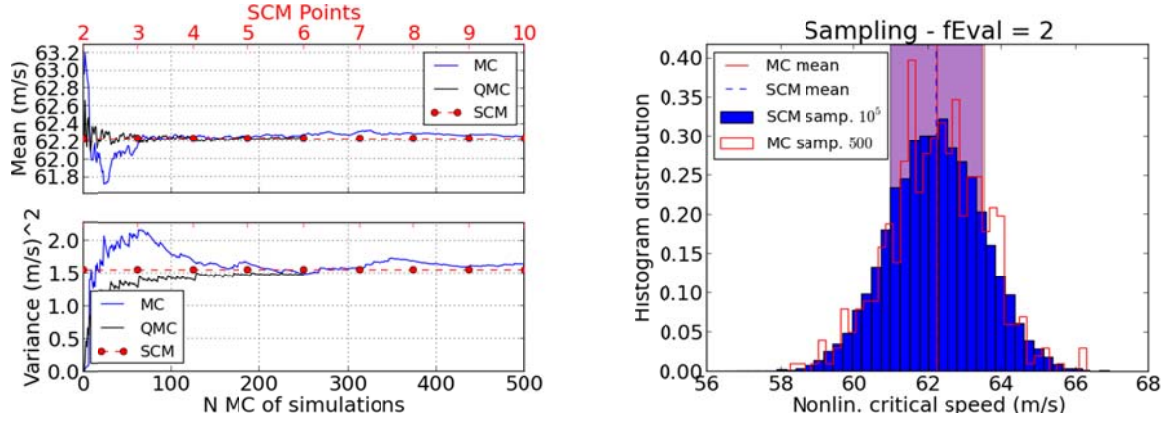 SCM Points
2 3 4 5 6 7 8 9 10
63.2
63.0
62.8
62.6
62.4
62.2
62.0
61.8
Mean (m/s)
MC
QMC
SCM
2.0
1.5
1.0
0.5
0.0
Variance (m/s)^2
MC
QMC
SCM
0 100 200 300 400 500
N MC of simulations
Sampling - fEval = 2
0.40
0.35
0.30
0.25
0.20
0.15
0.10
0.05
0.00
Histogram distribution
MC mean
SCM mean
SCM samp. 10^5
MC samp. 500
56 58 60 62 64 66 68
Nonlin. critical speed (m/s)